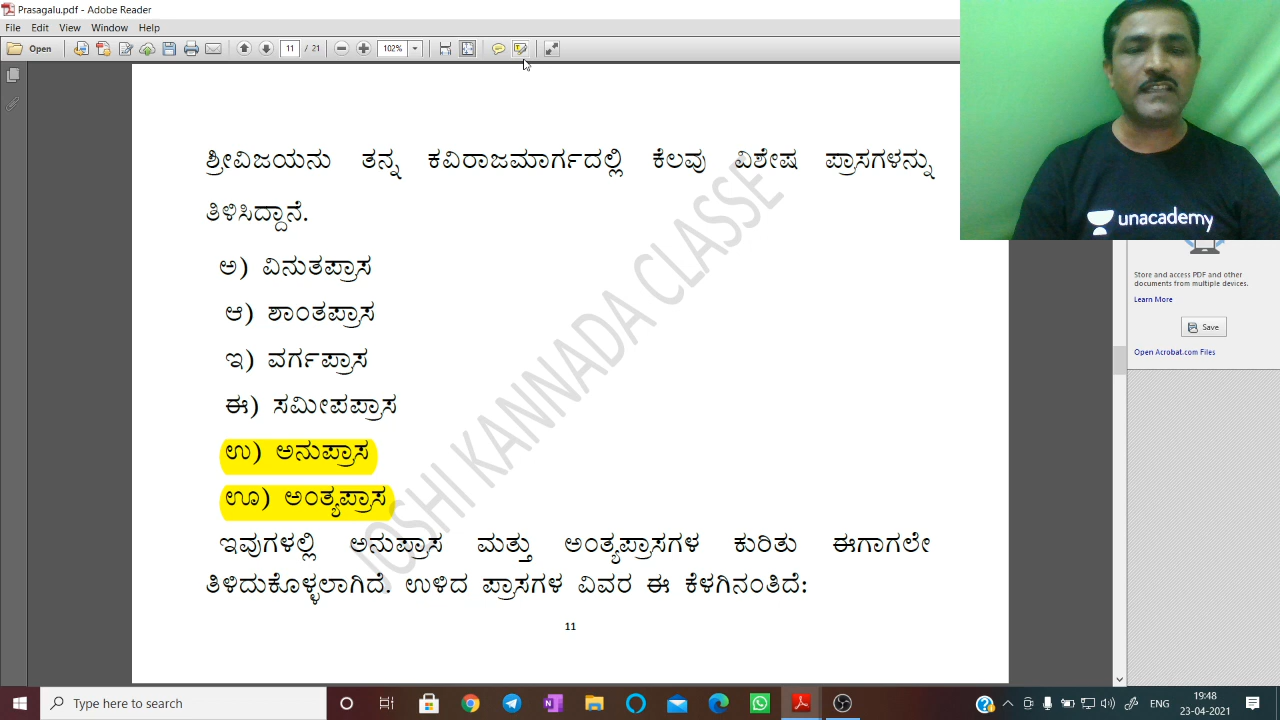 Prasagalu.pdf - Adobe Reader
File Edit View Window Help
Open 11 / 21 102%
ಶ್ರೀವಿಜಯನು ತನ್ನ ಕವಿರಾಜಮಾರ್ಗದಲ್ಲಿ ಕೆಲವು ವಿಶೇಷ ಪ್ರಾಸಗಳನ್ನು
ತಿಳಿಸಿದ್ದಾನೆ.
ಅ) ವಿನುತಪ್ರಾಸ
ಆ) ಶಾಂತಪ್ರಾಸ
ಇ) ವರ್ಗಪ್ರಾಸ
ಈ) ಸಮೀಪಪ್ರಾಸ
ಉ) ಅನುಪ್ರಾಸ
ಊ) ಅಂತ್ಯಪ್ರಾಸ
ಇವುಗಳಲ್ಲಿ ಅನುಪ್ರಾಸ ಮತ್ತು ಅಂತ್ಯಪ್ರಾಸಗಳ ಕುರಿತು ಈಗಾಗಲೇ
ತಿಳಿದುಕೊಳ್ಳಲಾಗಿದೆ. ಉಳಿದ ಪ್ರಾಸಗಳ ವಿವರ ಈ ಕೆಳಗಿನಂತಿದೆ:
11
JOSHI KANNADA CLASSE
unacademy
Store and access PDF and other
documents from multiple devices.
Learn More
Save
Open Acrobat.com Files
Type here to search
ENG
19:48
23-04-2021